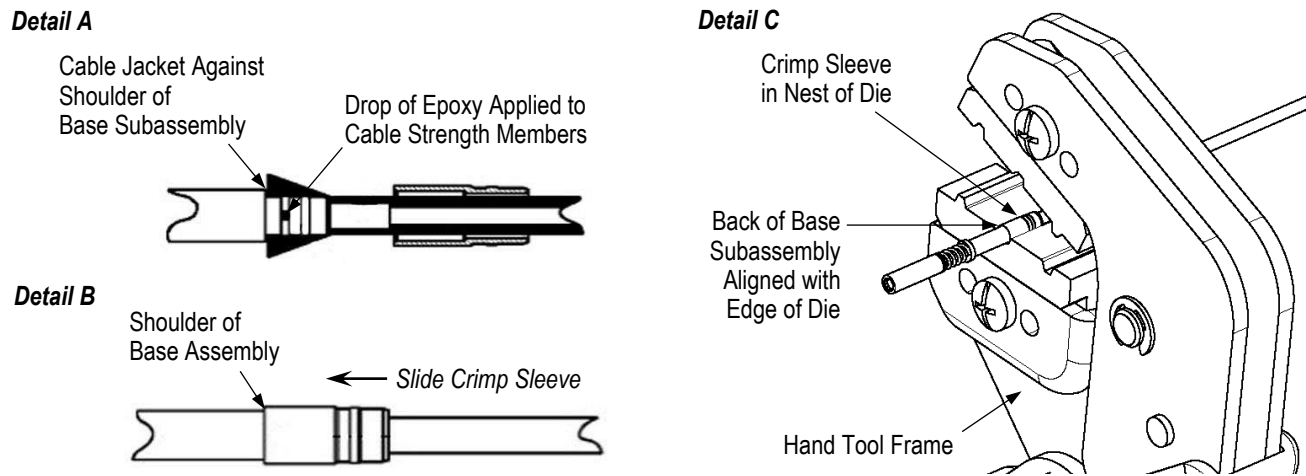 Detail A
Cable Jacket Against
Shoulder of
Base Subassembly
Drop of Epoxy Applied to
Cable Strength Members
Detail B
Shoulder of
Base Assembly
Slide Crimp Sleeve
Detail C
Crimp Sleeve
in Nest of Die
Back of Base
Subassembly
Aligned with
Edge of Die
Hand Tool Frame